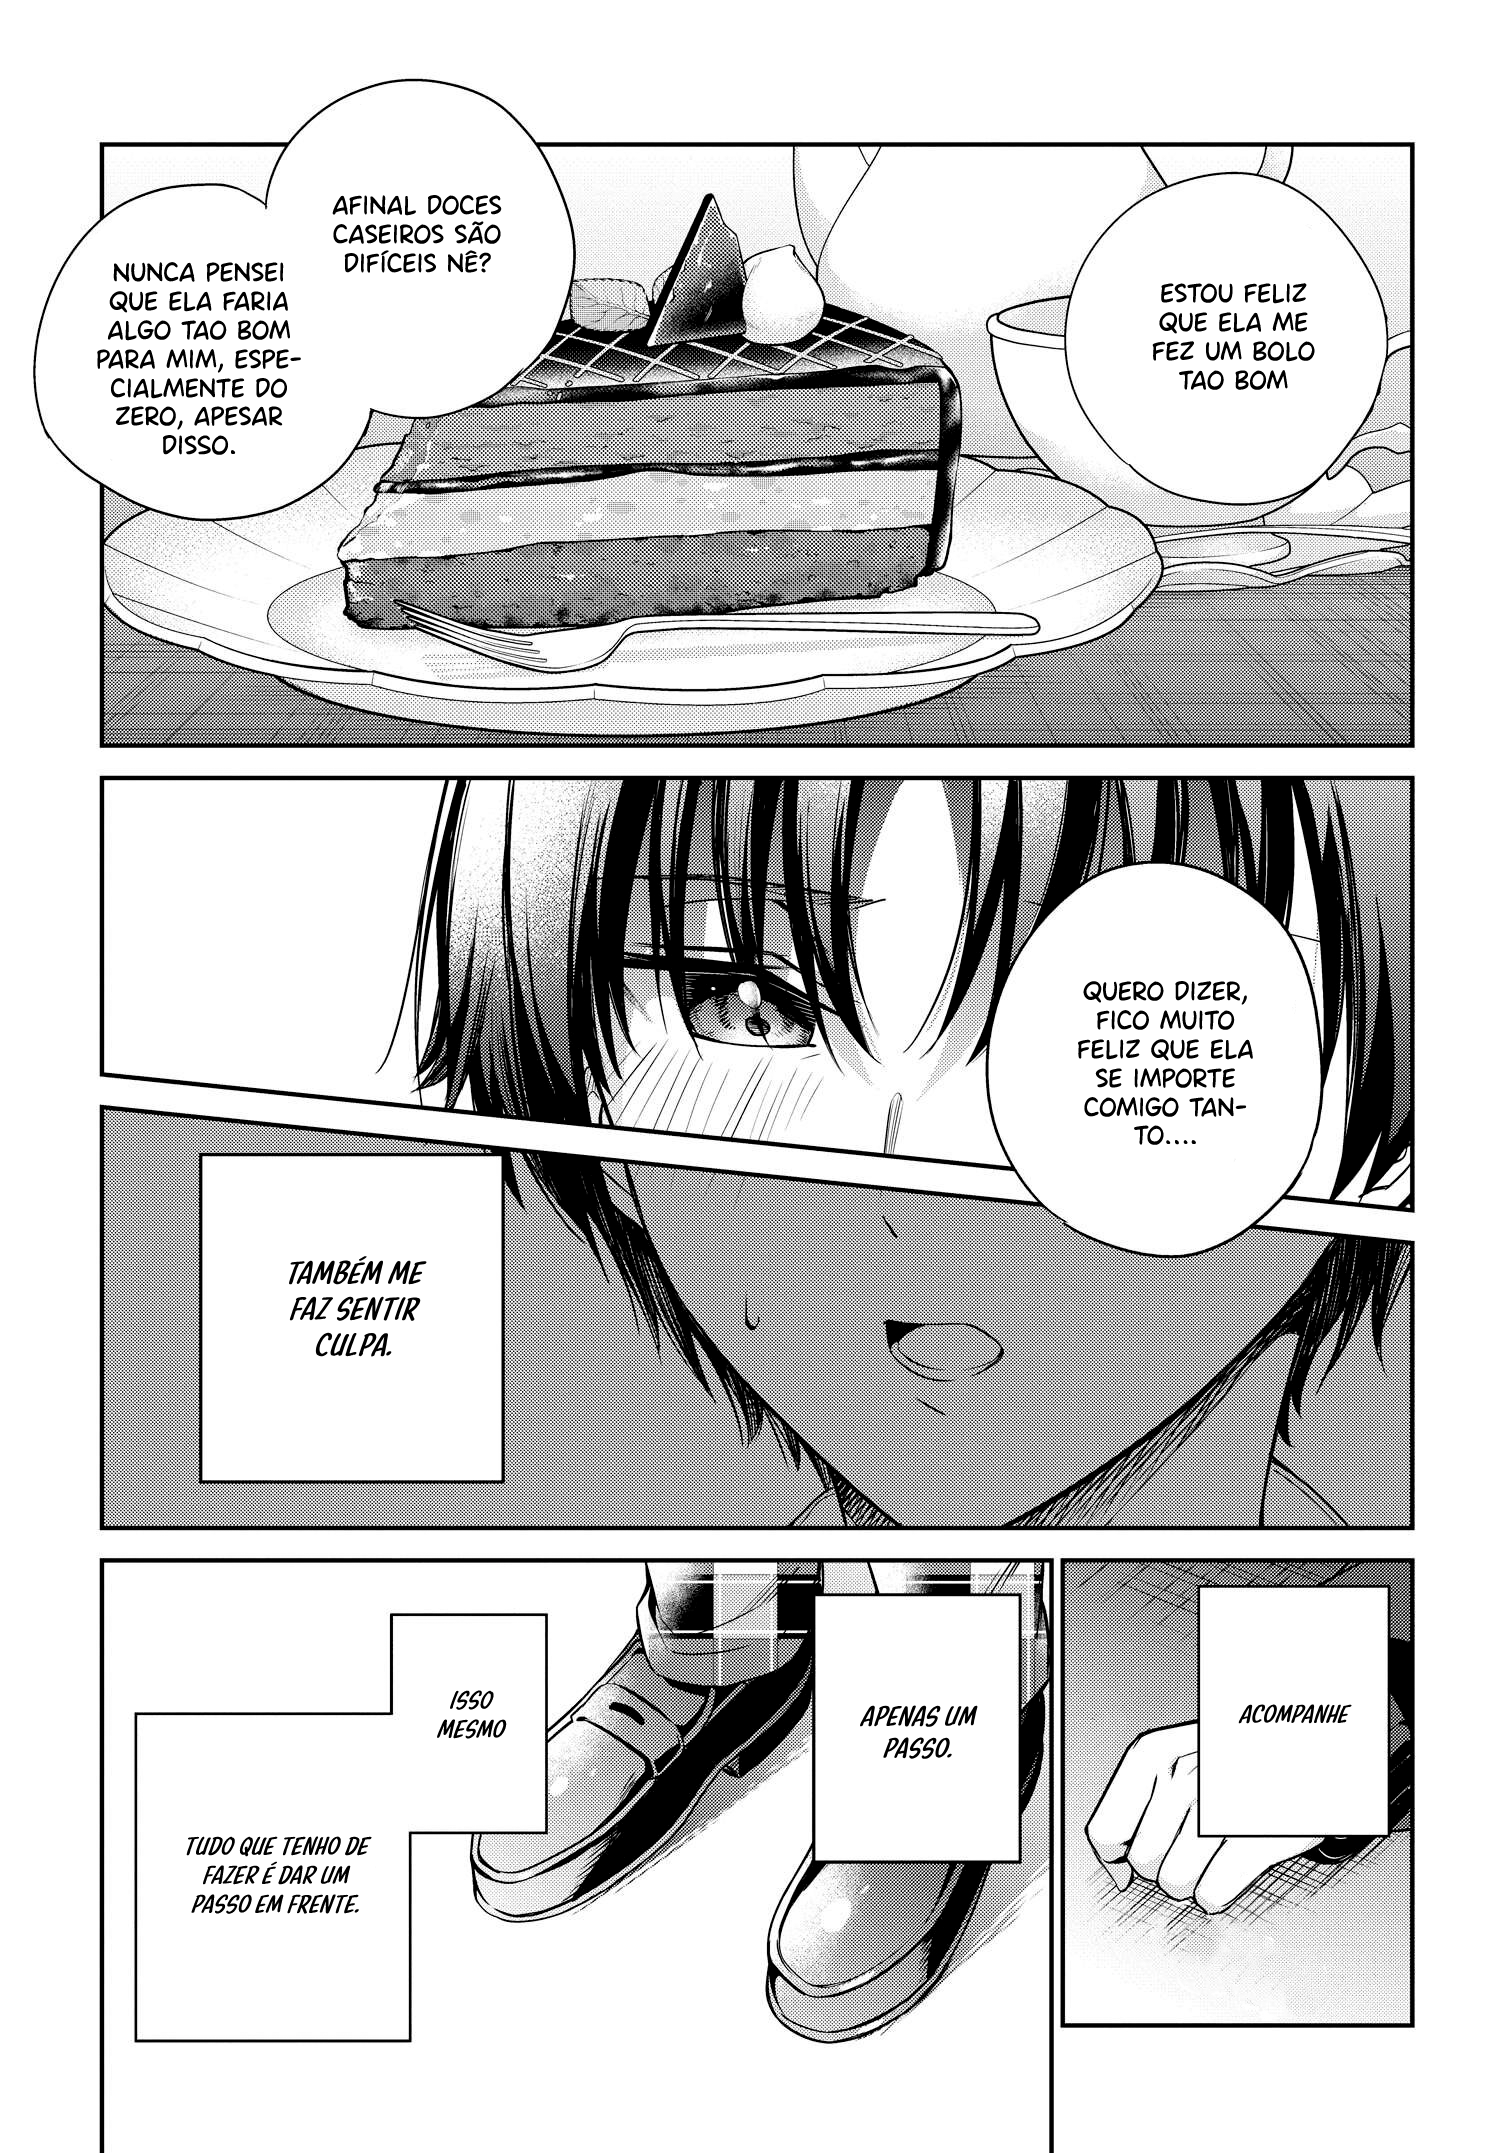 ESTOU FELIZ
QUE ELA ME
FEZ UM BOLO
TAO BOM
AFINAL DOCES
CASEIROS SÃO
DIFÍCEIS NÊ?
NUNCA PENSEI
QUE ELA FARIA
ALGO TAO BOM
PARA MIM, ESPE-
CIALMENTE DO
ZERO, APESAR
DISSO.
QUERO DIZER,
FICO MUITO
FELIZ QUE ELA
SE IMPORTE
COMIGO TAN-
TO....
TAMBÉM ME
FAZ SENTIR
CULPA.
ACOMPANHE
APENAS UM
PASSO.
ISSO
MESMO
TUDO QUE TENHO DE
FAZER É DAR UM
PASSO EM FRENTE.